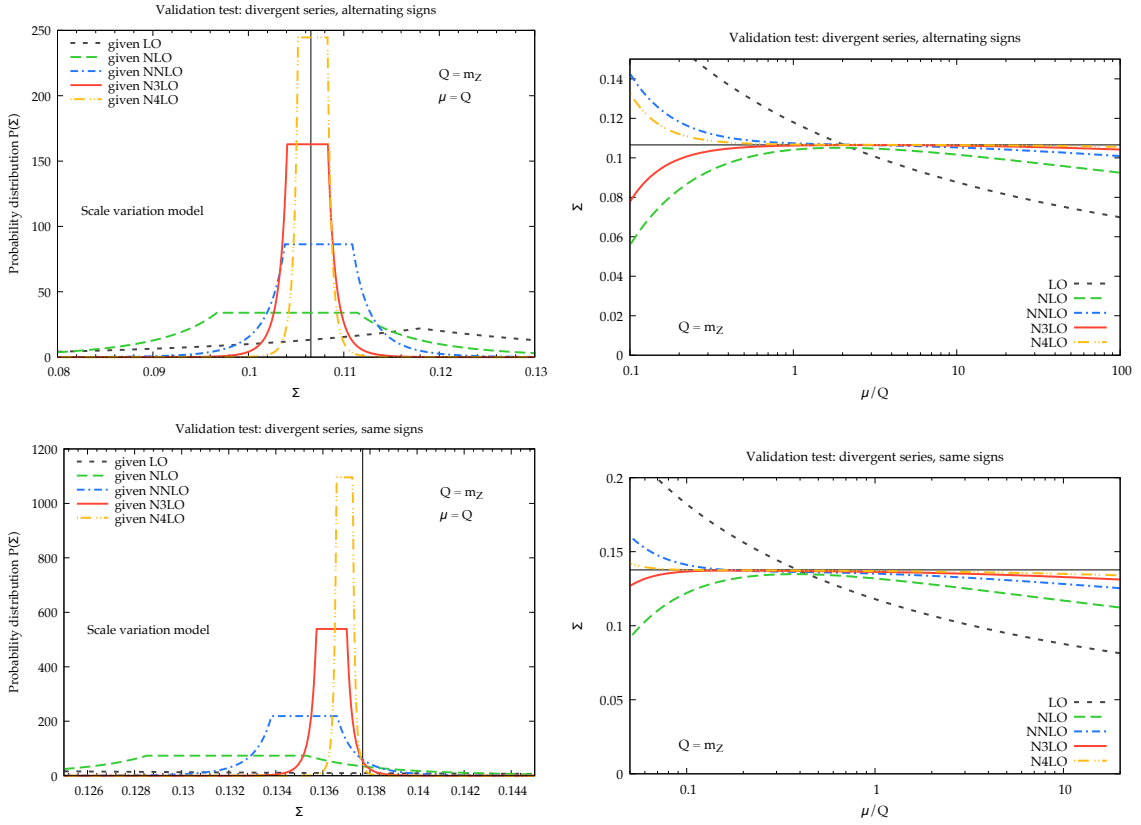 Validation test: divergent series, alternating signs
Probability distribution P(Σ)
250
200
150
100
50
0
given LO
given NLO
given NNLO
given N3LO
given N4LO
Q = mZ
μ = Q
Scale variation model
0.08 0.09 0.1 0.11 0.12 0.13
Σ
Validation test: divergent series, alternating signs
Σ
0.14
0.12
0.1
0.08
0.06
0.04
0.02
0
LO
NLO
NNLO
N3LO
N4LO
Q = mZ
0.1 1 10 100
μ/Q
Validation test: divergent series, same signs
Probability distribution P(Σ)
1200
1000
800
600
400
200
0
given LO
given NLO
given NNLO
given N3LO
given N4LO
Q = mZ
μ = Q
Scale variation model
0.126 0.128 0.13 0.132 0.134 0.136 0.138 0.14 0.142 0.144
Σ
Validation test: divergent series, same signs
Σ
0.2
0.15
0.1
0.05
0
LO
NLO
NNLO
N3LO
N4LO
Q = mZ
0.1 1 10
μ/Q